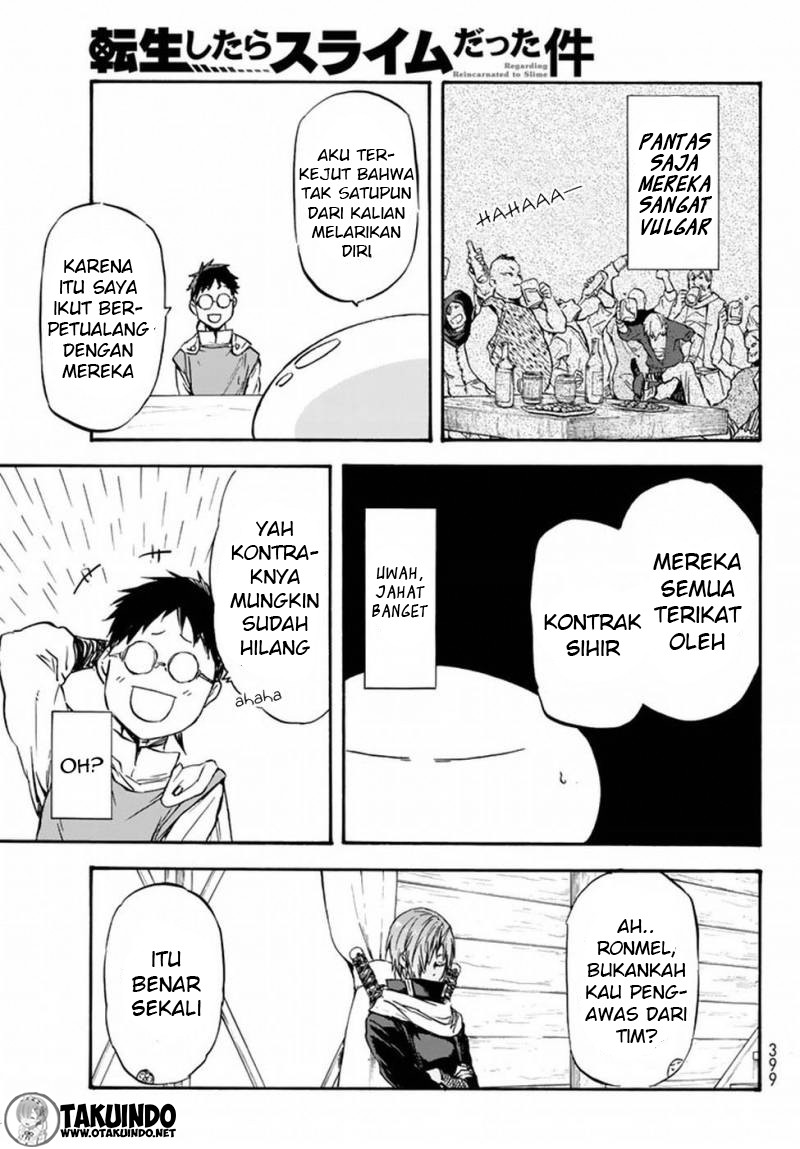 転生したらスライムだった件
Regarding
Reincarnated to Slime
PANTAS
SAJA
MEREKA
SANGAT
VULGAR
HAHAAA—
AKU TER-
KEJUT BAHWA
TAK SATUPUN
DARI KALIAN
MELARIKAN
DIRI
KARENA
ITU SAYA
IKUT BER-
PETUALANG
DENGAN
MEREKA
MEREKA
SEMUA
TERIKAT
OLEH
KONTRAK
SIHIR
UWAH,
JAHAT
BANGET
YAH
KONTRA-
KNYA
MUNGKIN
SUDAH
HILANG
ahaha
OH?
AH..
RONMEL,
BUKANKAH
KAU PENG-
AWAS DARI
TIM?
ITU
BENAR
SEKALI
399
TAKUINDO
WWW.OTAKUINDO.NET